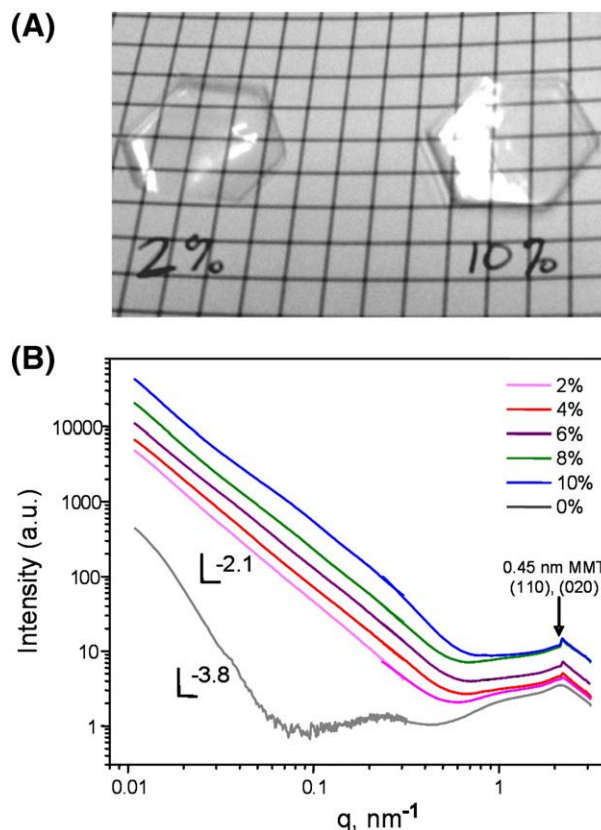 (A)
2% 10%
(B)
Intensity (a.u.)
10000
1000
100
10
1
2%
4%
6%
8%
10%
0%
-2.1
-3.8
0.45 nm MMT
(110), (020)
0.01 0.1 1
q, nm⁻¹